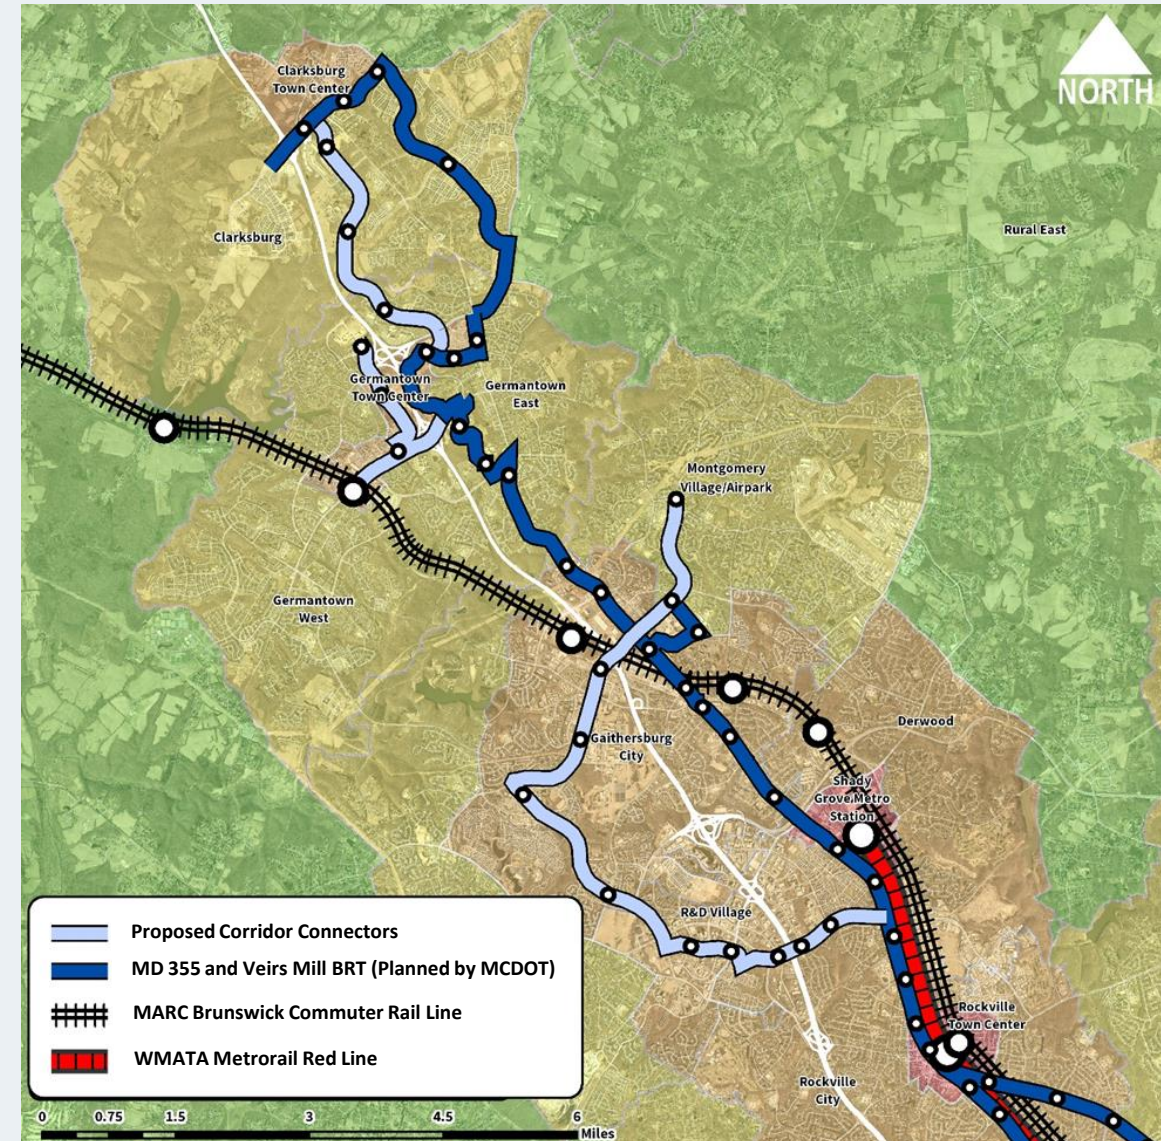 NORTH
Clarksburg
Town Center
Clarksburg
Rural East
Germantown
Town Center
Germantown
East
Montgomery
Village/Airpark
Germantown
West
Derwood
Gaithersburg
City
Shady
Grove Metro
Station
R&D Village
Rockville
Town Center
Rockville
City
Proposed Corridor Connectors
MD 355 and Veirs Mill BRT (Planned by MCDOT)
MARC Brunswick Commuter Rail Line
WMATA Metrorail Red Line
0 0.75 1.5 3 4.5 6
Miles